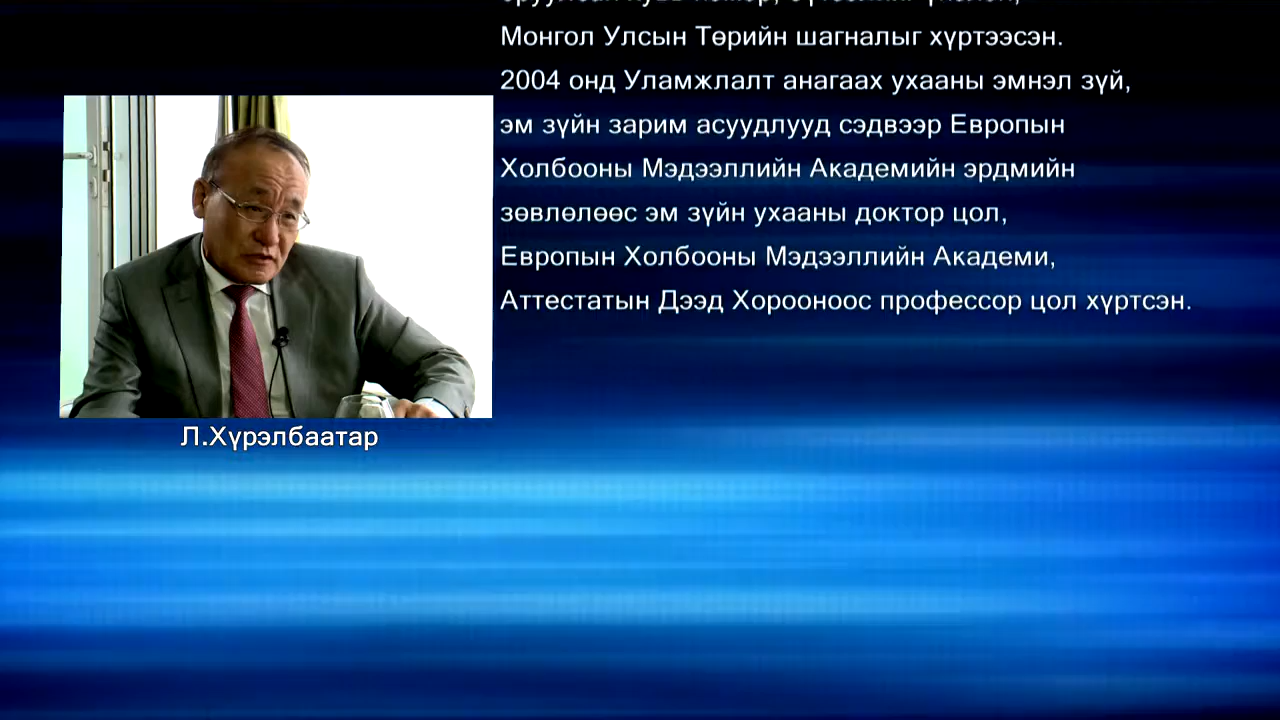 Монгол Улсын Төрийн шагналыг хүртээсэн.
2004 онд Уламжлалт анагаах ухааны эмнэл зүй,
эм зүйн зарим асуудлууд сэдвээр Европын
Холбооны Мэдээллийн Академийн эрдмийн
зөвлөлөөс эм зүйн ухааны доктор цол,
Европын Холбооны Мэдээллийн Академи,
Аттестатын Дээд Хорооноос профессор цол хүртсэн.
Л.Хүрэлбаатар